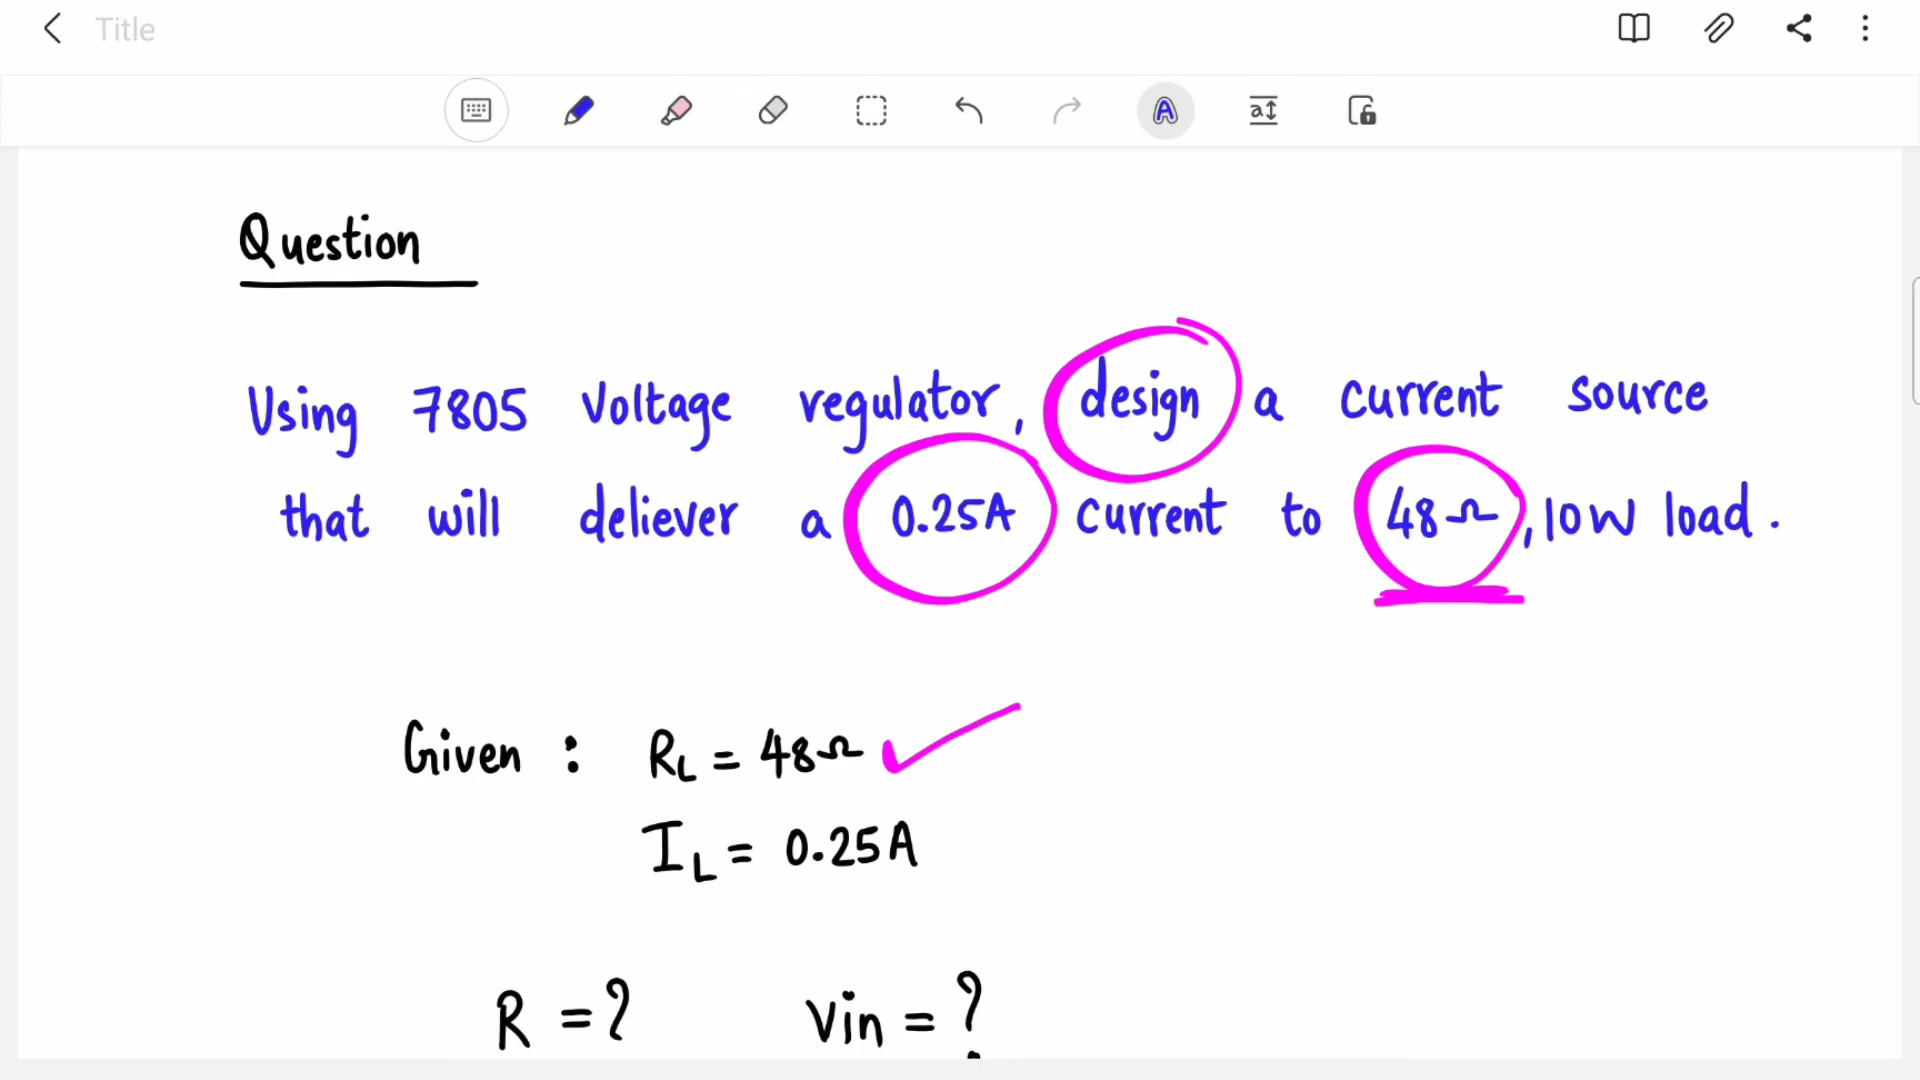 Title
Question
Using 7805 Voltage regulator, design a current source
that will deliever a 0.25A current to 48Ω, 10W load.
Given : RL = 48Ω
IL = 0.25A
R = ? Vin = ?